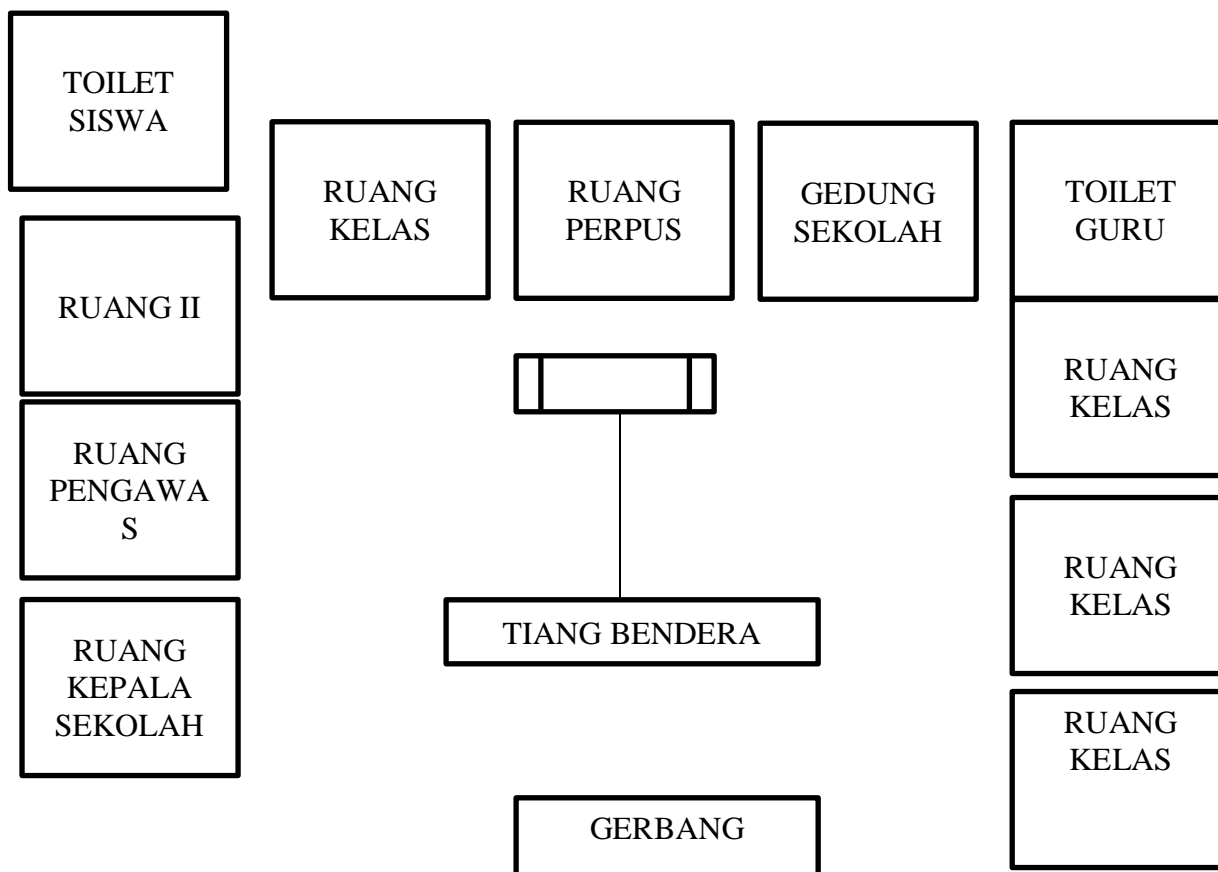 TOILET
SISWA
RUANG
KELAS
RUANG
PERPUS
GEDUNG
SEKOLAH
TOILET
GURU
RUANG II
RUANG
KELAS
RUANG
PENGAWA
S
RUANG
KELAS
TIANG BENDERA
RUANG
KEPALA
SEKOLAH
RUANG
KELAS
GERBANG